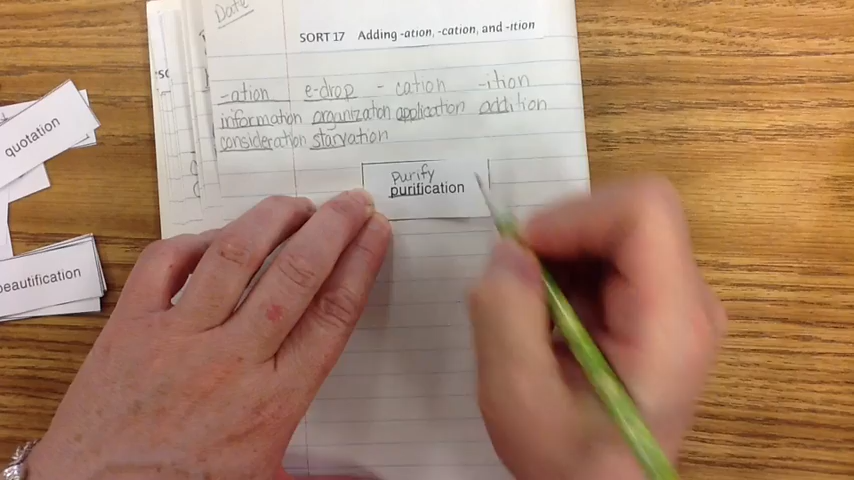 Date
SORT 17 Adding -ation, -cation, and -ition
-ation e-drop - cation -ition
information organizaton application addition
consideration starvation
purify
purification
quotation
beautification